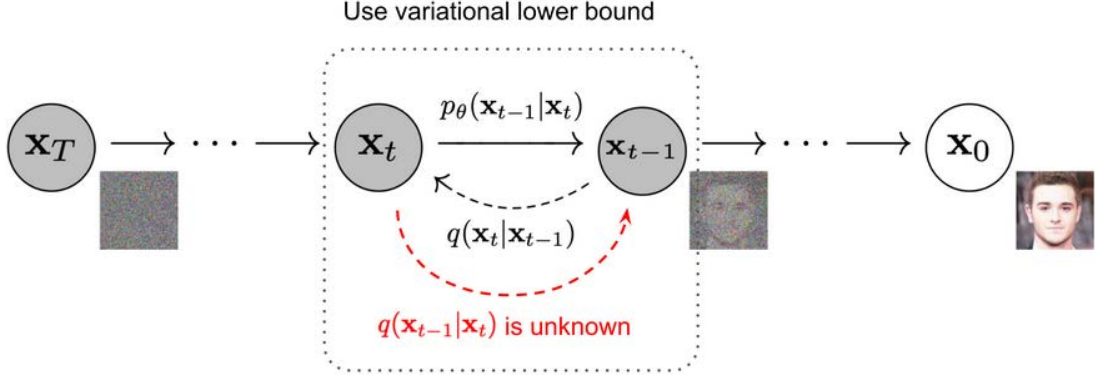 Use variational lower bound
x_T → ⋯ → x_t p_θ(x_{t−1}|x_t) x_{t−1} → ⋯ → x_0
q(x_t|x_{t−1})
q(x_{t−1}|x_t) is unknown